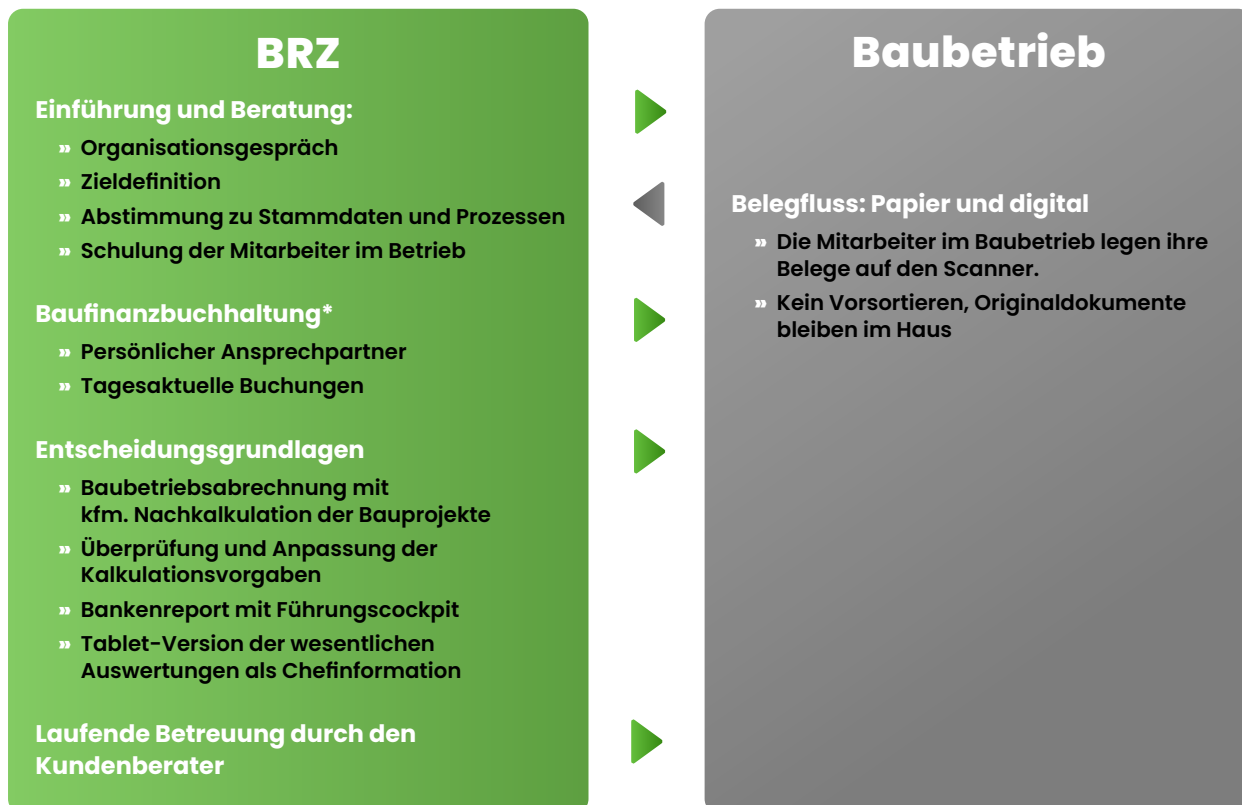 BRZ
Einführung und Beratung:
» Organisationsgespräch
» Zieldefinition
» Abstimmung zu Stammdaten und Prozessen
» Schulung der Mitarbeiter im Betrieb
Baufinanzbuchhaltung*
» Persönlicher Ansprechpartner
» Tagesaktuelle Buchungen
Entscheidungsgrundlagen
» Baubetriebsabrechnung mit
kfm. Nachkalkulation der Bauprojekte
» Überprüfung und Anpassung der
Kalkulationsvorgaben
» Bankenreport mit Führungscockpit
» Tablet-Version der wesentlichen
Auswertungen als Chefinformation
Laufende Betreuung durch den
Kundenberater
Baubetrieb
Belegfluss: Papier und digital
» Die Mitarbeiter im Baubetrieb legen ihre
Belege auf den Scanner.
» Kein Vorsortieren, Originaldokumente
bleiben im Haus